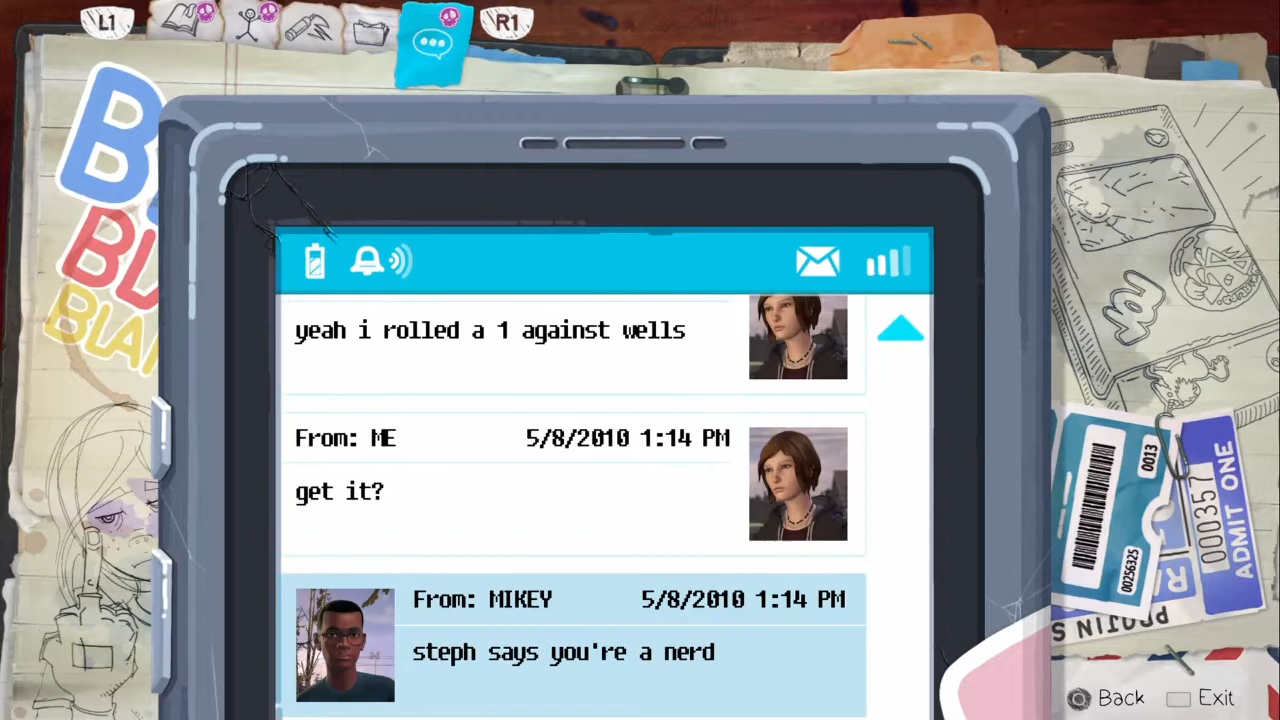 L1
R1
yeah i rolled a 1 against wells
From: ME 5/8/2010 1:14 PM
get it?
From: MIKEY 5/8/2010 1:14 PM
steph says you're a nerd
0013
00256325
000357
ADMIT ONE
Back Exit